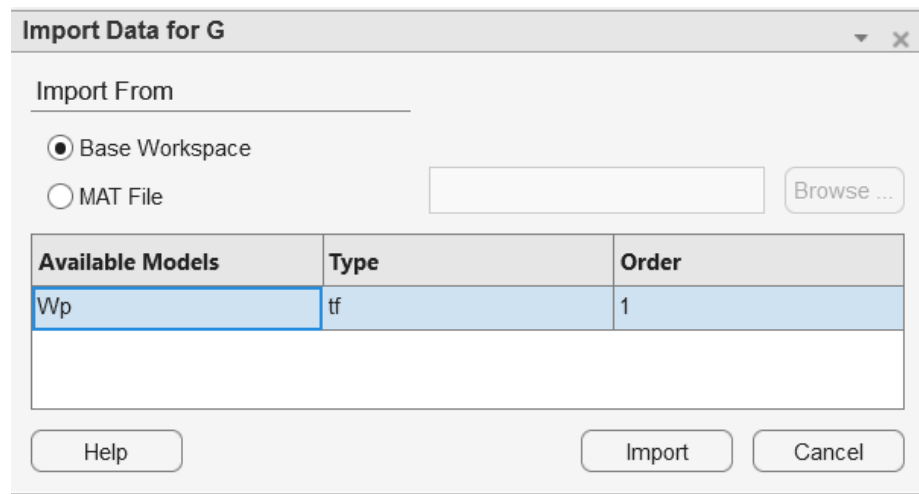 Import Data for G
Import From
Base Workspace
MAT File
Browse ...
Available Models Type Order
Wp tf 1
Help Import Cancel